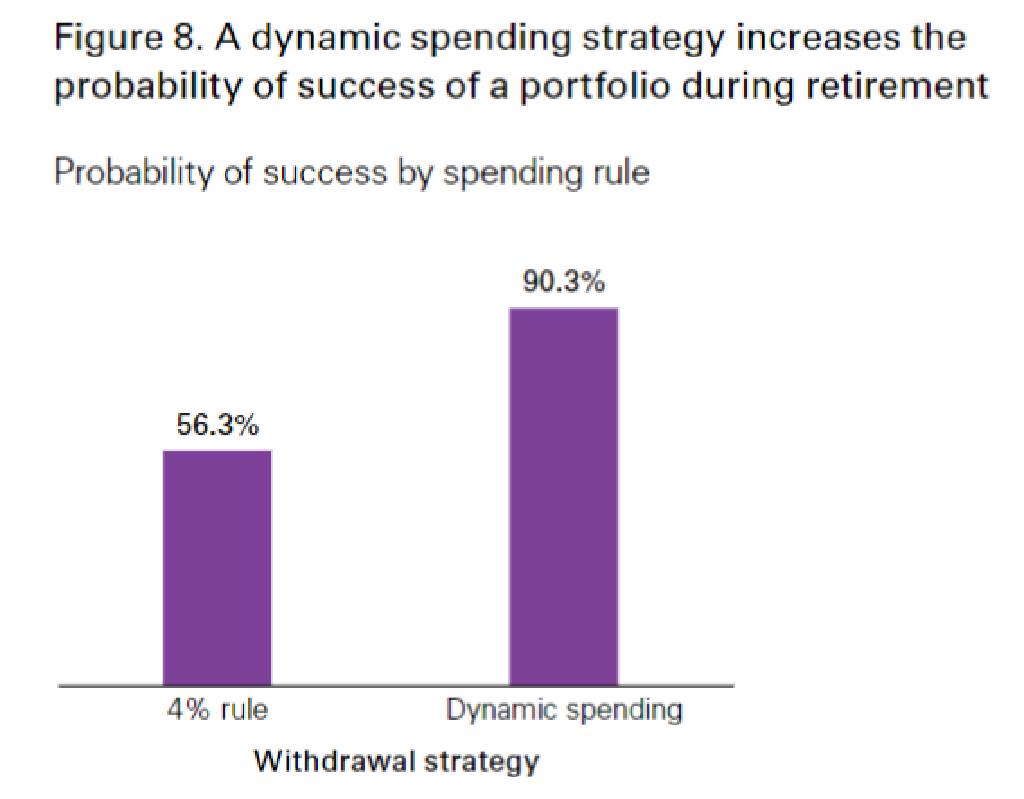 Figure 8. A dynamic spending strategy increases the
probability of success of a portfolio during retirement
Probability of success by spending rule
90.3%
56.3%
4% rule
Dynamic spending
Withdrawal strategy